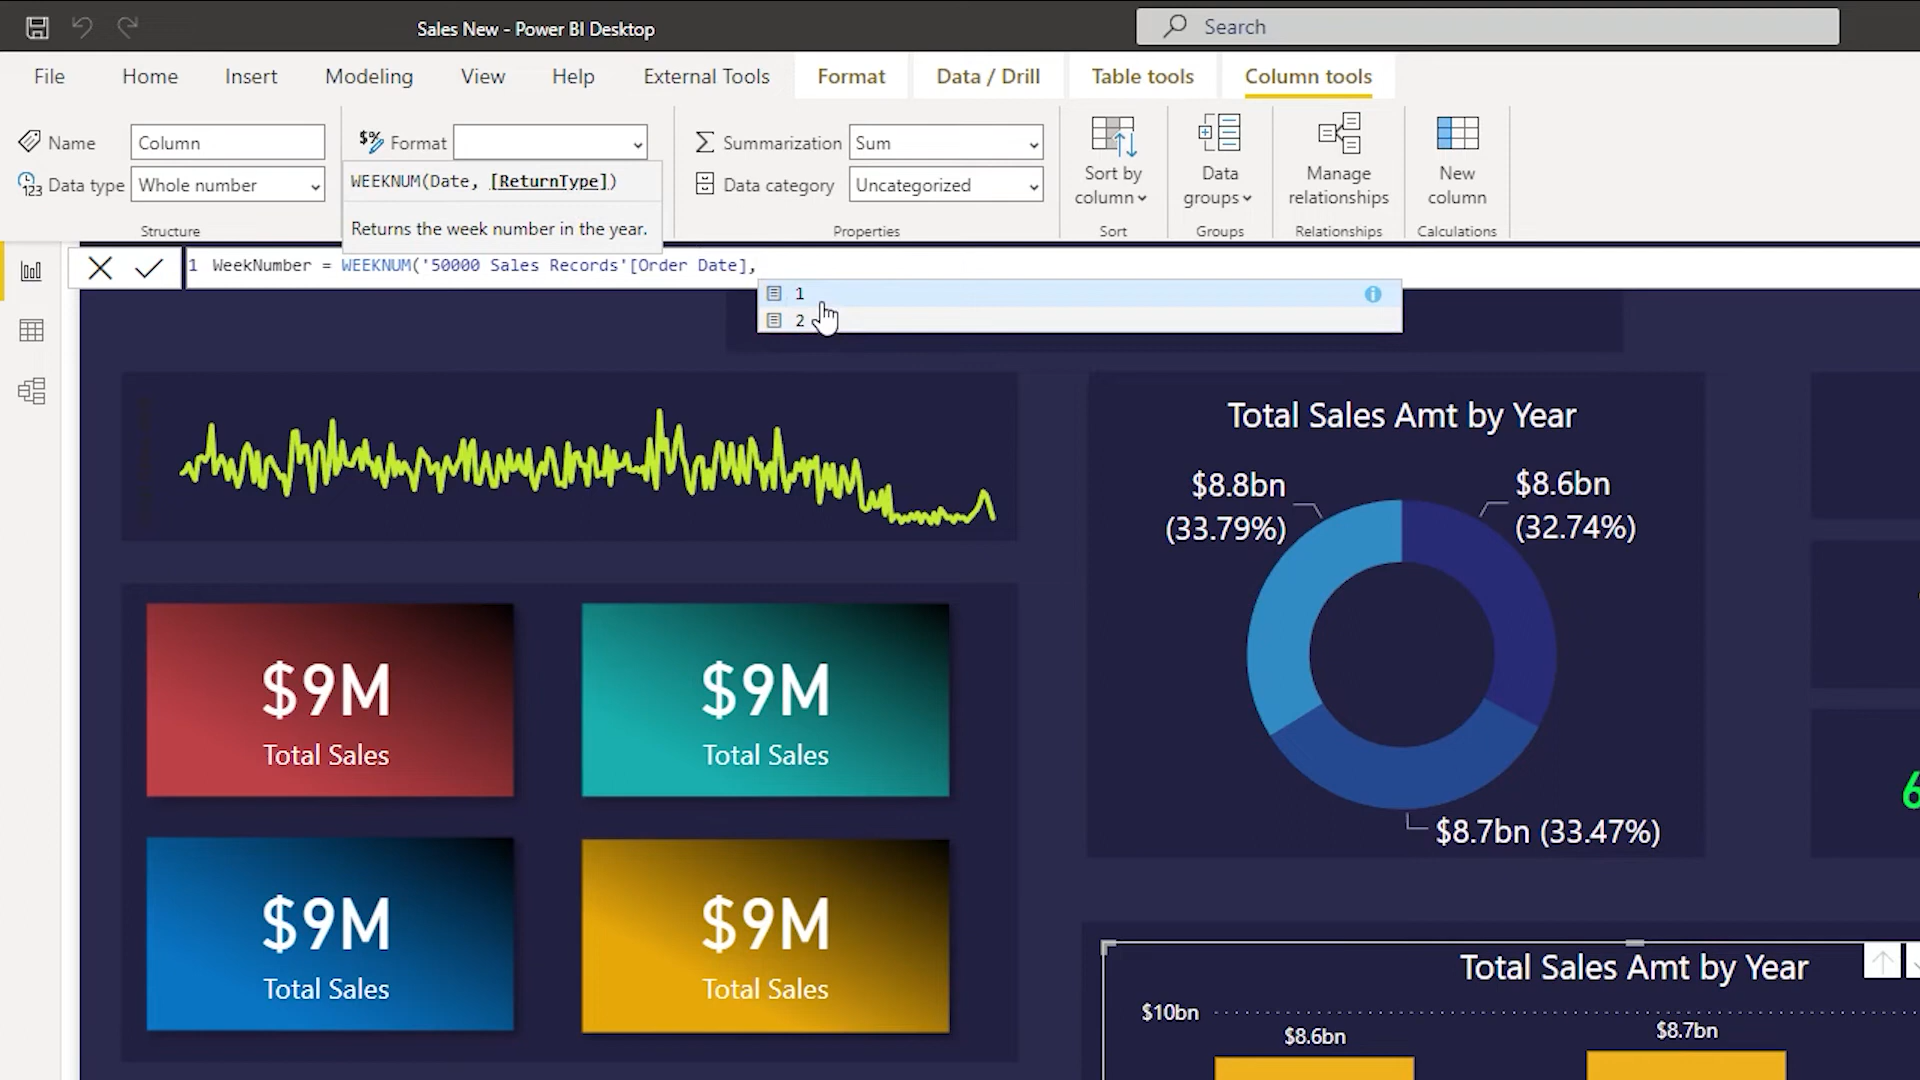 Sales New - Power BI Desktop
Search
File Home Insert Modeling View Help External Tools Format Data / Drill Table tools Column tools
Name Column
Data type Whole number
Structure
$% Format
WEEKNUM(Date, [ReturnType])
Returns the week number in the year.
Summarization Sum
Data category Uncategorized
Properties
Sort by
column
Sort
Data
groups
Groups
Manage
relationships
Relationships
New
column
Calculations
1 WeekNumber = WEEKNUM('50000 Sales Records'[Order Date],
1
2
Total Sales Amt by Year
$8.8bn
(33.79%)
$8.6bn
(32.74%)
$8.7bn (33.47%)
$9M
Total Sales
$9M
Total Sales
$9M
Total Sales
$9M
Total Sales
Total Sales Amt by Year
$10bn
$8.6bn
$8.7bn